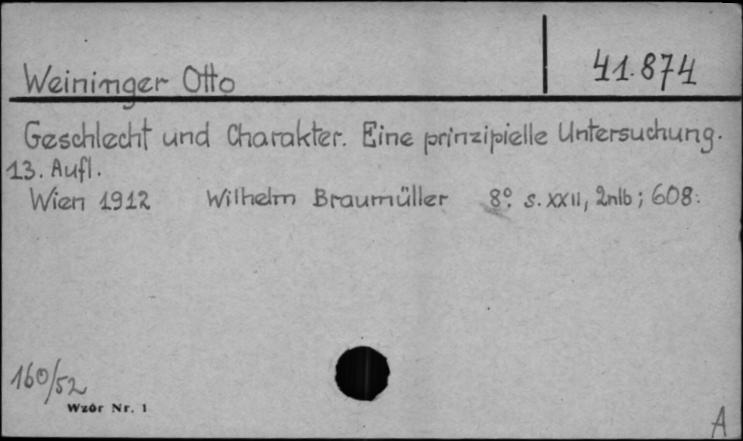 Weininger Otto 41.874
Geschlecht und Charakter. Eine prinzipielle Untersuchung.
13. Aufl.
Wien 1912 Wilhelm Braumüller 8° s. XXII, 2nlb; 608.
160/52
Wzór Nr. 1
A